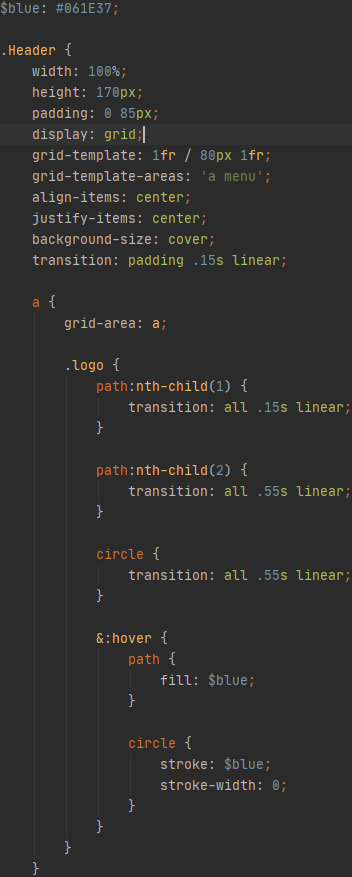 $blue: #061E37;
.Header {
width: 100%;
height: 170px;
padding: 0 85px;
display: grid;
grid-template: 1fr / 80px 1fr;
grid-template-areas: 'a menu';
align-items: center;
justify-items: center;
background-size: cover;
transition: padding .15s linear;
a {
grid-area: a;
.logo {
path:nth-child(1) {
transition: all .15s linear;
}
path:nth-child(2) {
transition: all .55s linear;
}
circle {
transition: all .55s linear;
}
&:hover {
path {
fill: $blue;
}
circle {
stroke: $blue;
stroke-width: 0;
}
}
}
}